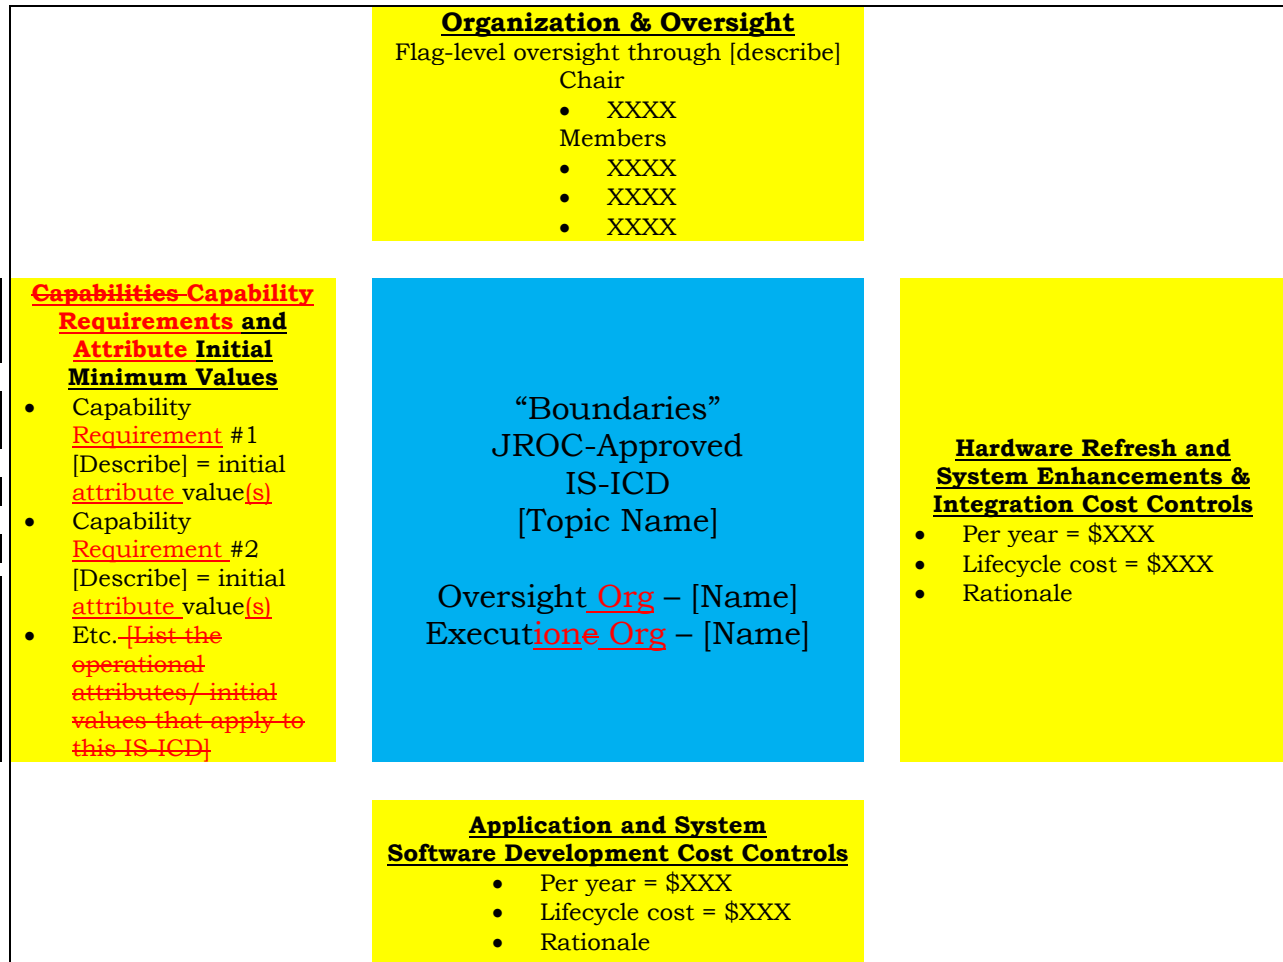 Organization & Oversight
Flag-level oversight through [describe]
Chair
• XXXX
Members
• XXXX
• XXXX
• XXXX
Capabilities Capability
Requirements and
Attribute Initial
Minimum Values
• Capability
Requirement #1
[Describe] = initial
attribute value(s)
• Capability
Requirement #2
[Describe] = initial
attribute value(s)
• Etc. [List the
operational
attributes/ initial
values that apply to
this IS-ICD]
“Boundaries”
JROC-Approved
IS-ICD
[Topic Name]
Oversight Org – [Name]
Executione Org – [Name]
Hardware Refresh and
System Enhancements &
Integration Cost Controls
• Per year = $XXX
• Lifecycle cost = $XXX
• Rationale
Application and System
Software Development Cost Controls
• Per year = $XXX
• Lifecycle cost = $XXX
• Rationale